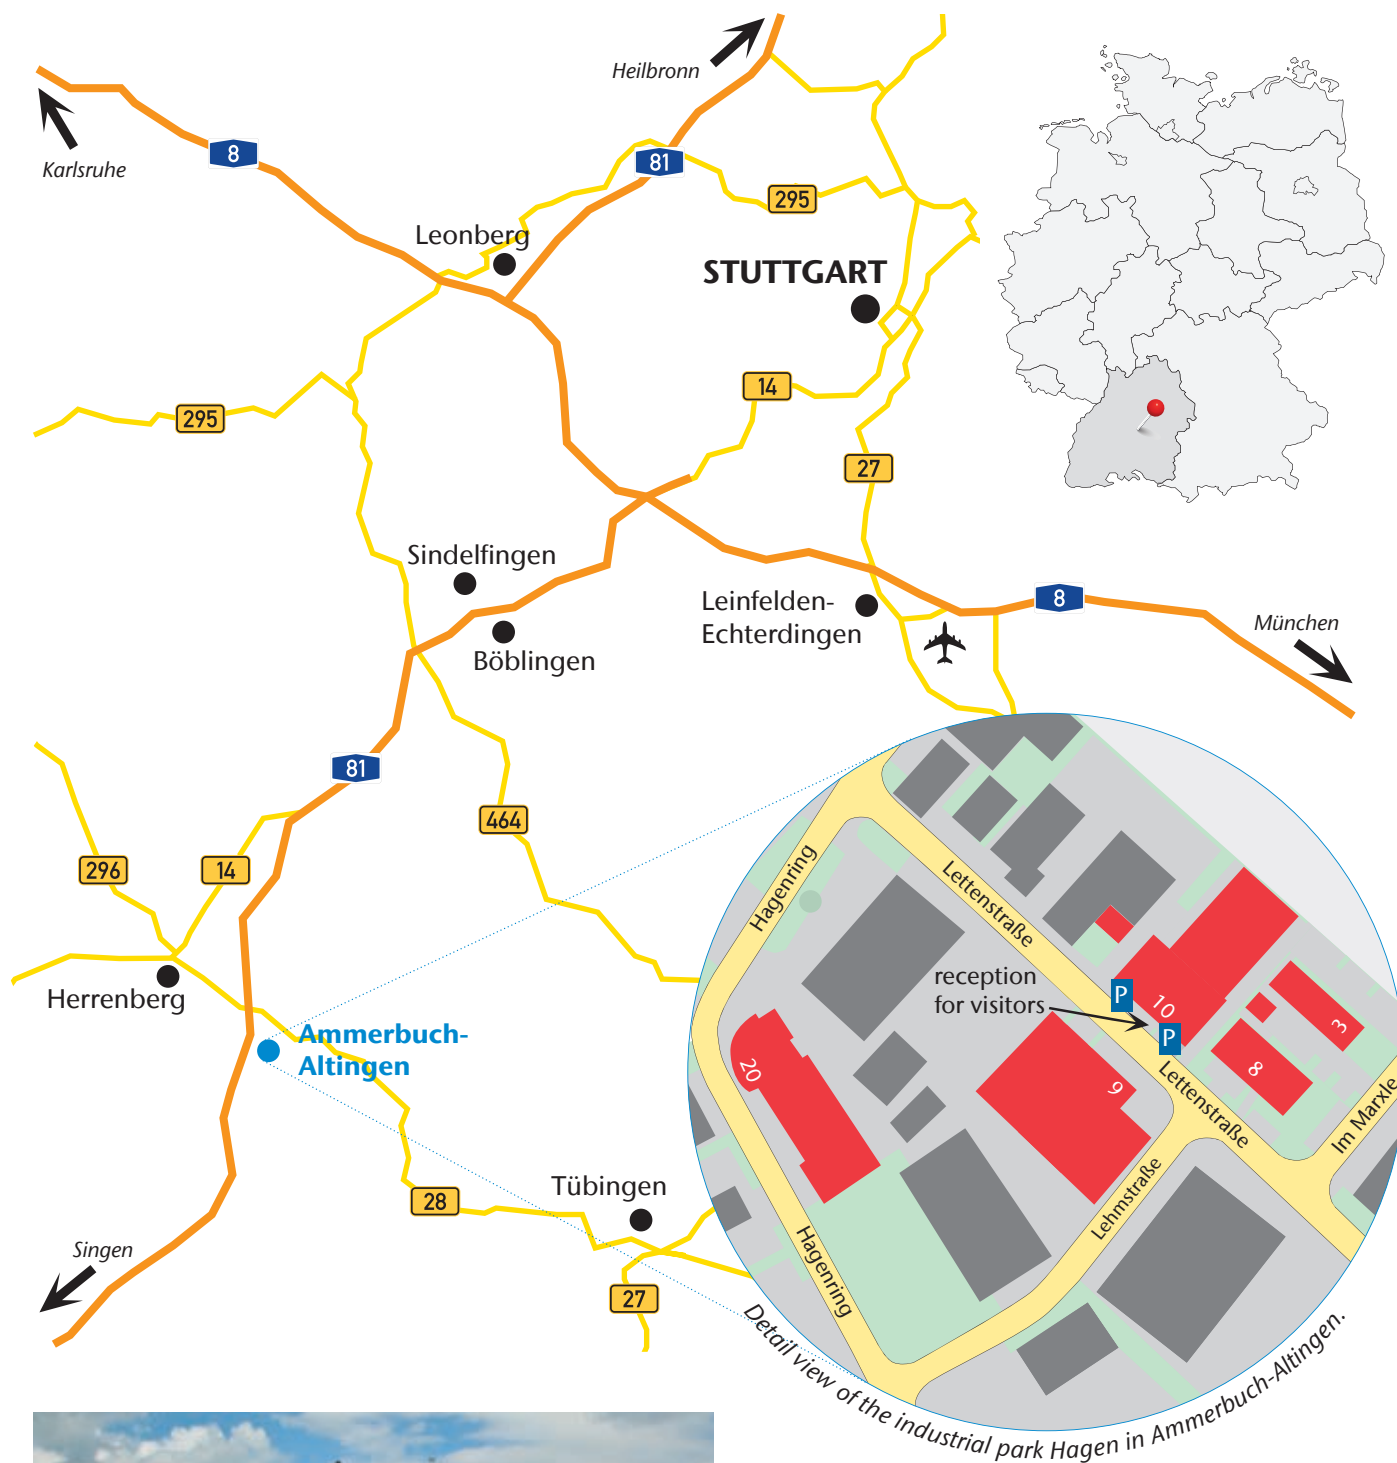 Heilbronn
Karlsruhe
8
81
295
Leonberg
STUTTGART
14
295
27
Sindelfingen
Leinfelden-
Echterdingen
8
München
Böblingen
81
464
296
14
Herrenberg
Ammerbuch-
Altingen
28
Tübingen
Singen
27
Hagenring
Lettenstraße
reception
for visitors
P
P
10
3
8
9
20
Lettenstraße
Im Marxle
Lehmstraße
Hagenring
Detail view of the industrial park Hagen in Ammerbuch-Altingen.